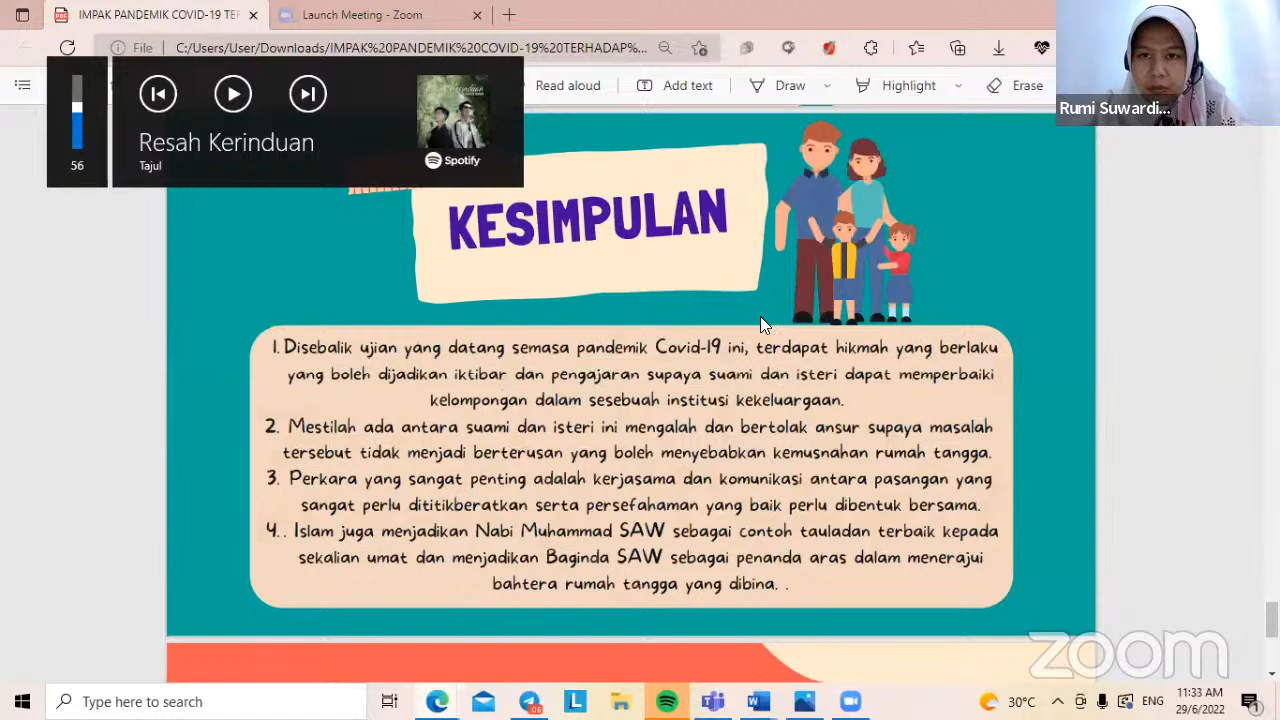 IMPAK PANDEMIK COVID-19 TER
Launch Meeting - Zoom
File
C:/Users/User/Downloads/IMPAK%20PANDEMIK%20COVID-19%20TERHADAP%...
Read aloud
Add text
Draw
Highlight
Erase
Rumi Suwardi...
56
Resah Kerinduan
Tajul
Spotify
KESIMPULAN
1. Disebalik ujian yang datang semasa pandemik Covid-19 ini, terdapat hikmah yang berlaku
yang boleh dijadikan iktibar dan pengajaran supaya suami dan isteri dapat memperbaiki
kelompongan dalam sesebuah institusi kekeluargaan.
2. Mestilah ada antara suami dan isteri ini mengalah dan bertolak ansur supaya masalah
tersebut tidak menjadi berterusan yang boleh menyebabkan kemusnahan rumah tangga.
3. Perkara yang sangat penting adalah kerjasama dan komunikasi antara pasangan yang
sangat perlu dititikberatkan serta persefahaman yang baik perlu dibentuk bersama.
4. . Islam juga menjadikan Nabi Muhammad SAW sebagai contoh tauladan terbaik kepada
sekalian umat dan menjadikan Baginda SAW sebagai penanda aras dalam menerajui
bahtera rumah tangga yang dibina. .
zoom
Type here to search
06
30°C
ENG
11:33 AM
29/6/2022
1